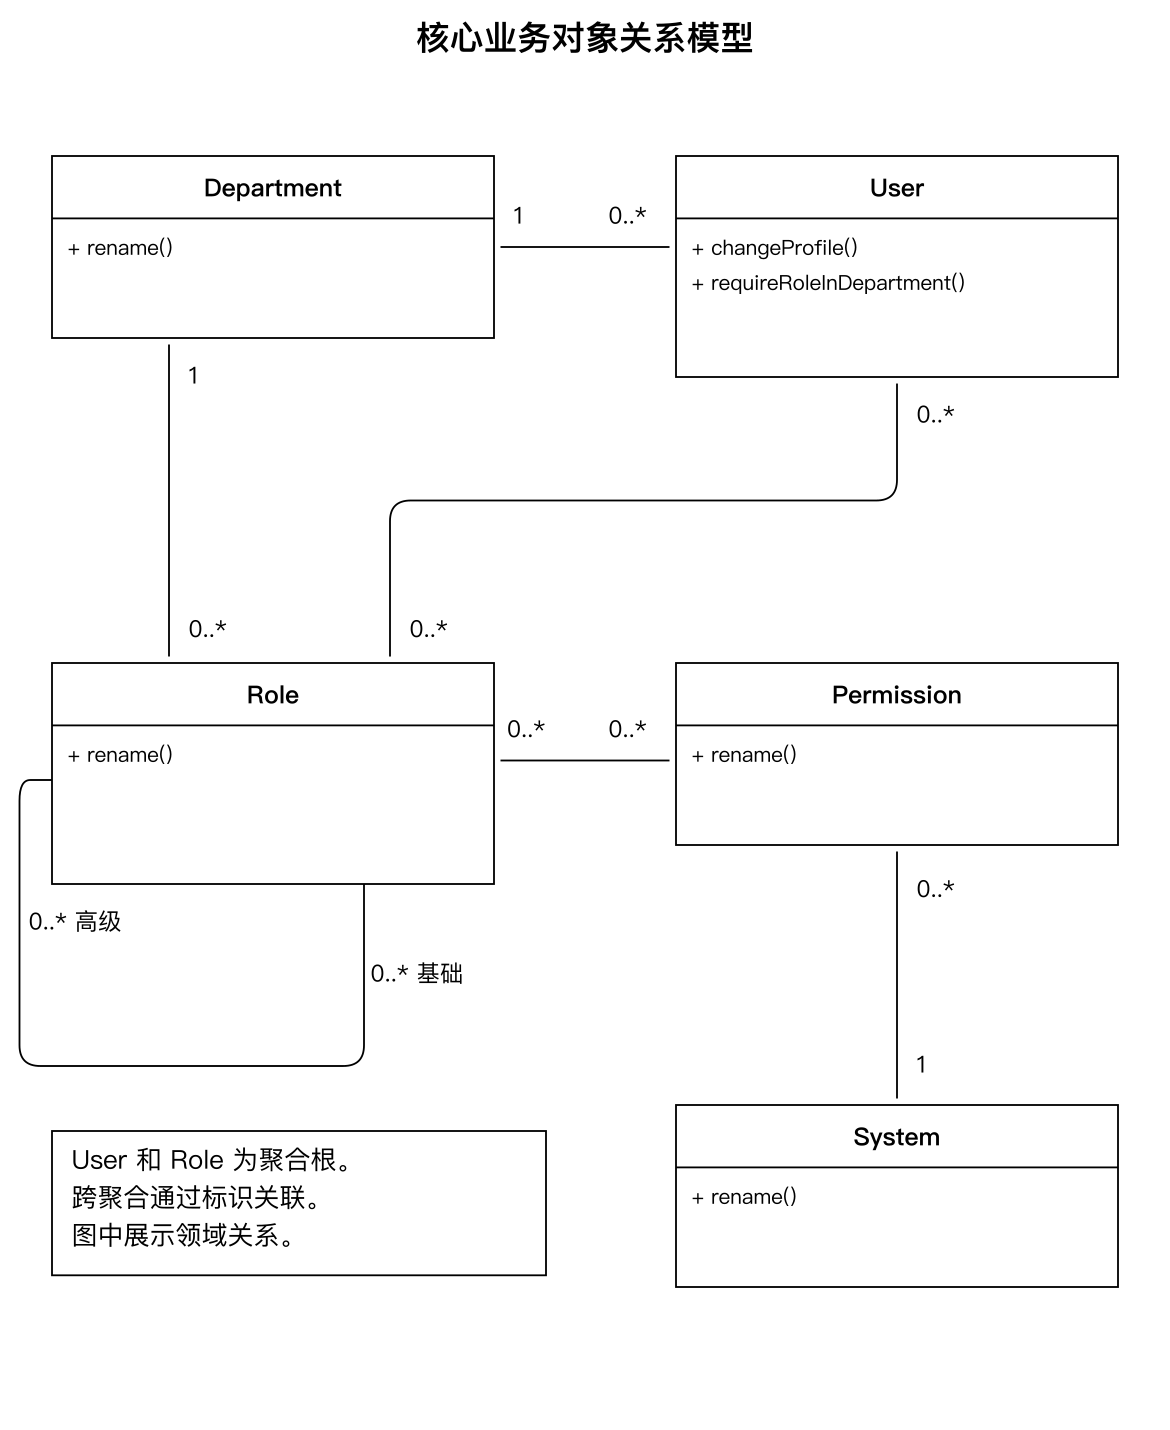 核心业务对象关系模型
Department
+ rename()
1
0..*
User
+ changeProfile()
+ requireRoleInDepartment()
1
0..*
0..*
0..*
Role
+ rename()
0..*
0..*
Permission
+ rename()
0..* 高级
0..* 基础
0..*
1
System
+ rename()
User 和 Role 为聚合根。
跨聚合通过标识关联。
图中展示领域关系。